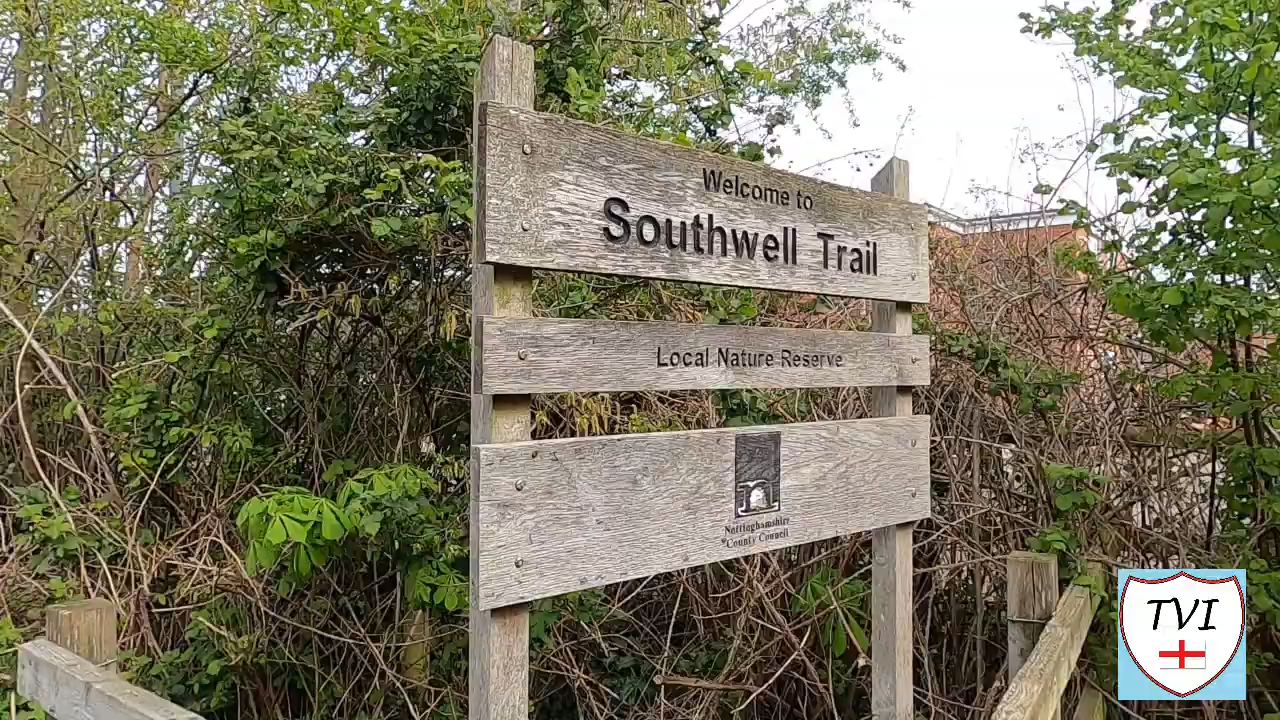 Welcome to
Southwell Trail
Local Nature Reserve
Nottinghamshire
County Council
TVI